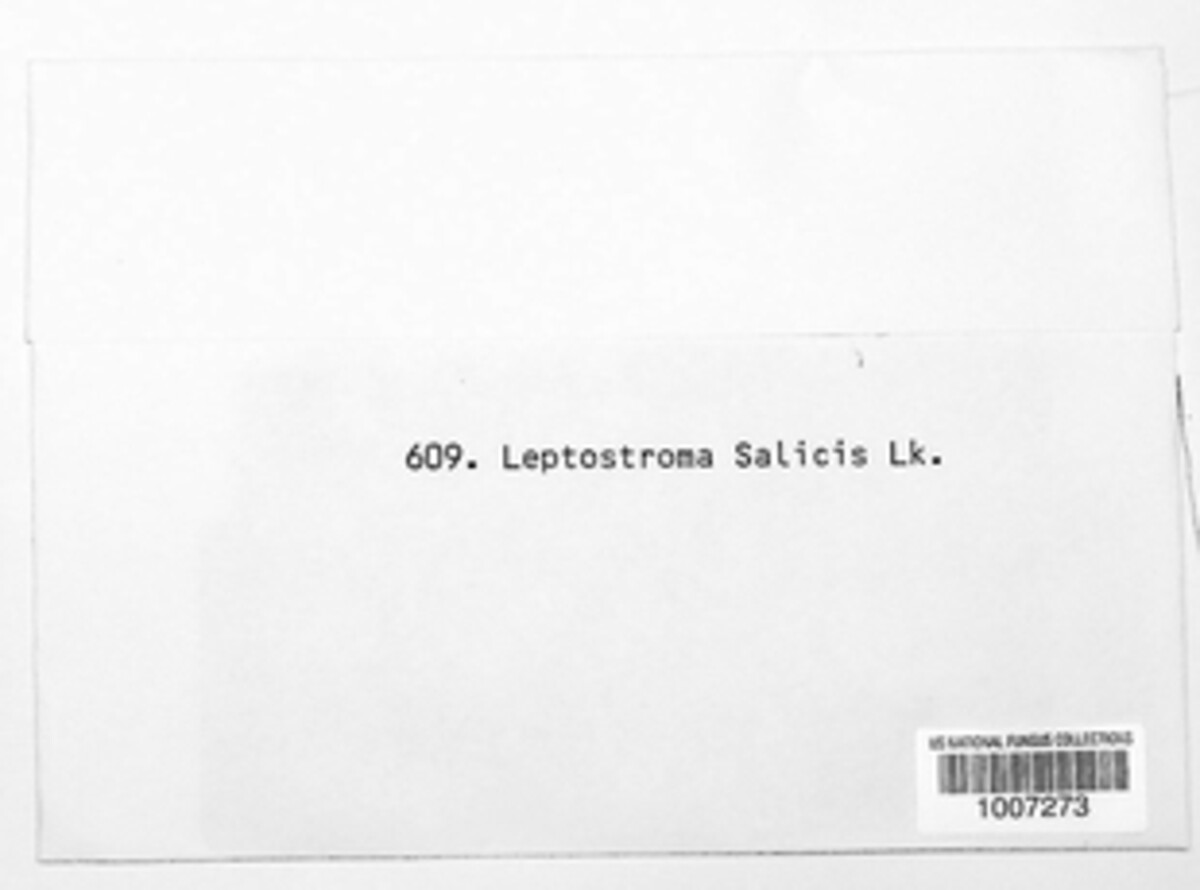 609. Leptostroma Salicis Lk.
US NATIONAL FUNGUS COLLECTIONS
1007273